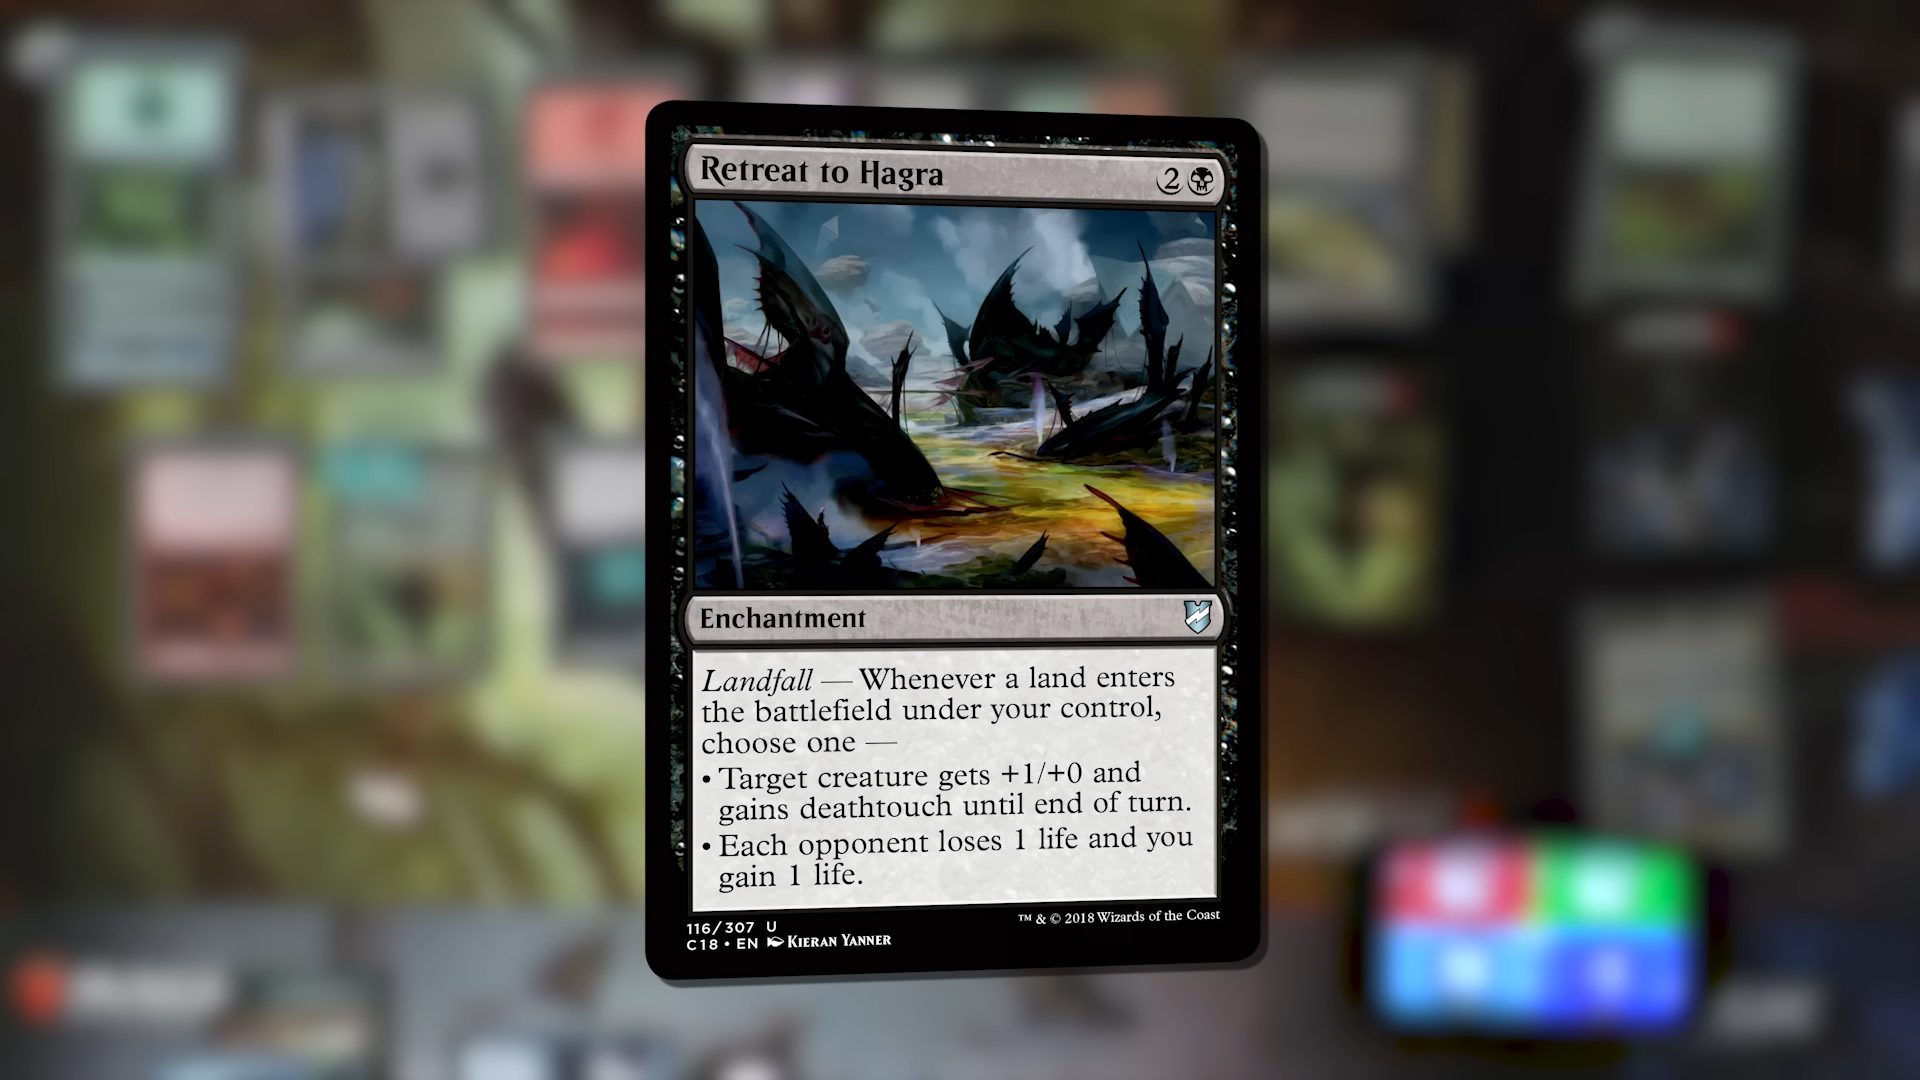 Retreat to Hagra 2
Enchantment
Landfall — Whenever a land enters
the battlefield under your control,
choose one —
• Target creature gets +1/+0 and
gains deathtouch until end of turn.
• Each opponent loses 1 life and you
gain 1 life.
116/307 U
™ & © 2018 Wizards of the Coast
C18 • EN Kieran Yanner